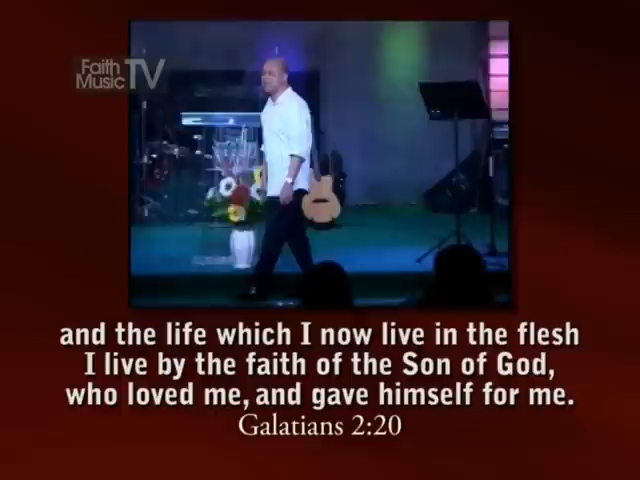 Faith
Music TV
and the life which I now live in the flesh
I live by the faith of the Son of God,
who loved me, and gave himself for me.
Galatians 2:20